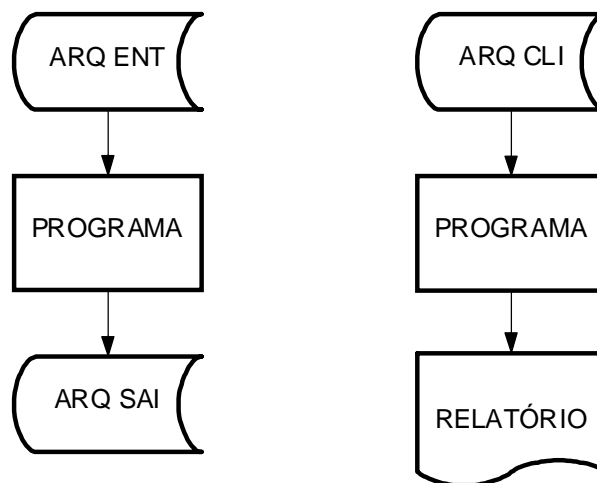 ARQ ENT
PROGRAMA
ARQ SAI
ARQ CLI
PROGRAMA
RELATÓRIO